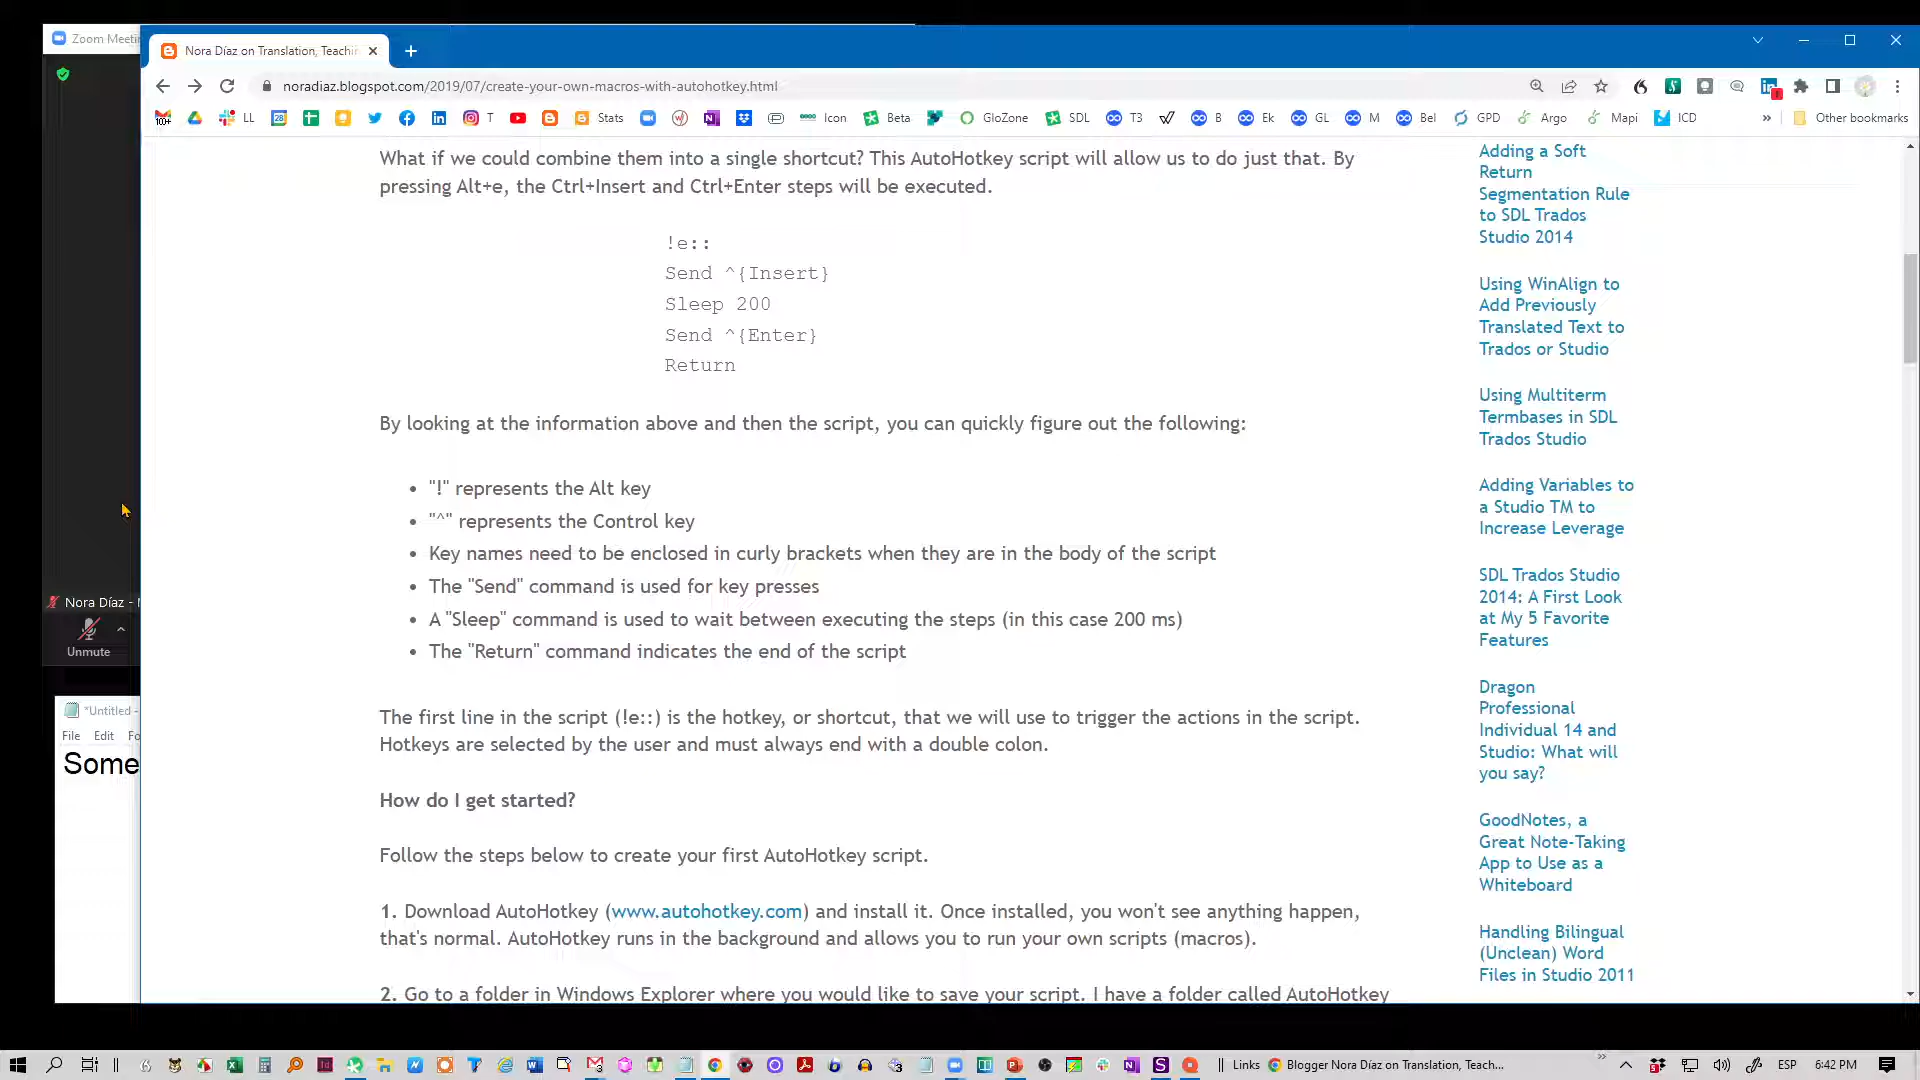 Zoom Meeti
Nora Díaz on Translation, Teachi
noradiaz.blogspot.com/2019/07/create-your-own-macros-with-autohotkey.html
100+
LL
28
T
Stats
Icon
Beta
GloZone
SDL
T3
B
Ek
GL
M
Bel
GPD
Argo
Mapi
ICD
»
Other bookmarks
What if we could combine them into a single shortcut? This AutoHotkey script will allow us to do just that. By
pressing Alt+e, the Ctrl+Insert and Ctrl+Enter steps will be executed.
!e::
Send ^{Insert}
Sleep 200
Send ^{Enter}
Return
By looking at the information above and then the script, you can quickly figure out the following:
• "!" represents the Alt key
• "^" represents the Control key
• Key names need to be enclosed in curly brackets when they are in the body of the script
• The "Send" command is used for key presses
• A "Sleep" command is used to wait between executing the steps (in this case 200 ms)
• The "Return" command indicates the end of the script
The first line in the script (!e::) is the hotkey, or shortcut, that we will use to trigger the actions in the script.
Hotkeys are selected by the user and must always end with a double colon.
How do I get started?
Follow the steps below to create your first AutoHotkey script.
1. Download AutoHotkey (www.autohotkey.com) and install it. Once installed, you won't see anything happen,
that's normal. AutoHotkey runs in the background and allows you to run your own scripts (macros).
2. Go to a folder in Windows Explorer where you would like to save your script. I have a folder called AutoHotkey
Adding a Soft
Return
Segmentation Rule
to SDL Trados
Studio 2014
Using WinAlign to
Add Previously
Translated Text to
Trados or Studio
Using Multiterm
Termbases in SDL
Trados Studio
Adding Variables to
a Studio TM to
Increase Leverage
SDL Trados Studio
2014: A First Look
at My 5 Favorite
Features
Dragon
Professional
Individual 14 and
Studio: What will
you say?
GoodNotes, a
Great Note-Taking
App to Use as a
Whiteboard
Handling Bilingual
(Unclean) Word
Files in Studio 2011
Nora Díaz -
Unmute
*Untitled -
File Edit Fo
Some
Links
Blogger Nora Díaz on Translation, Teach...
ESP
6:42 PM